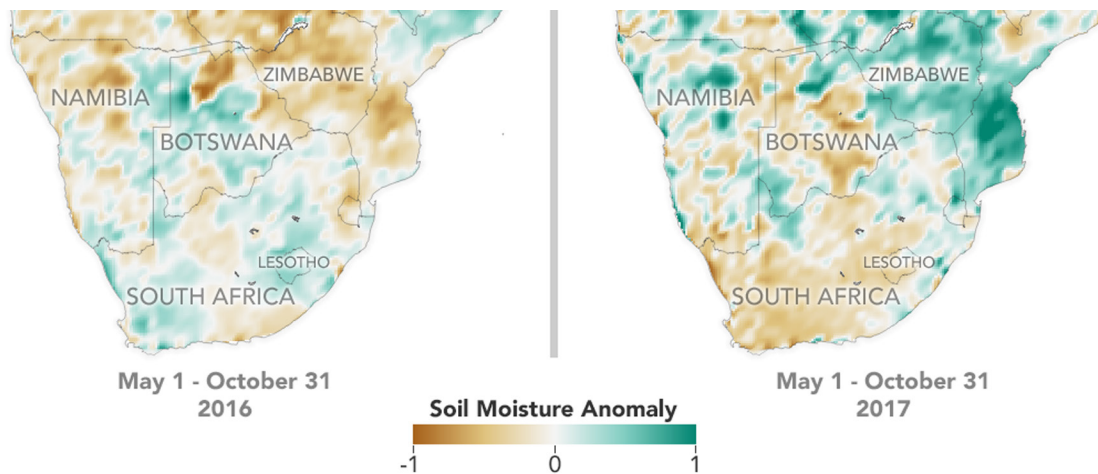 ZIMBABWE
NAMIBIA
BOTSWANA
LESOTHO
SOUTH AFRICA
May 1 - October 31
2016
ZIMBABWE
NAMIBIA
BOTSWANA
LESOTHO
SOUTH AFRICA
May 1 - October 31
2017
Soil Moisture Anomaly
-1 0 1